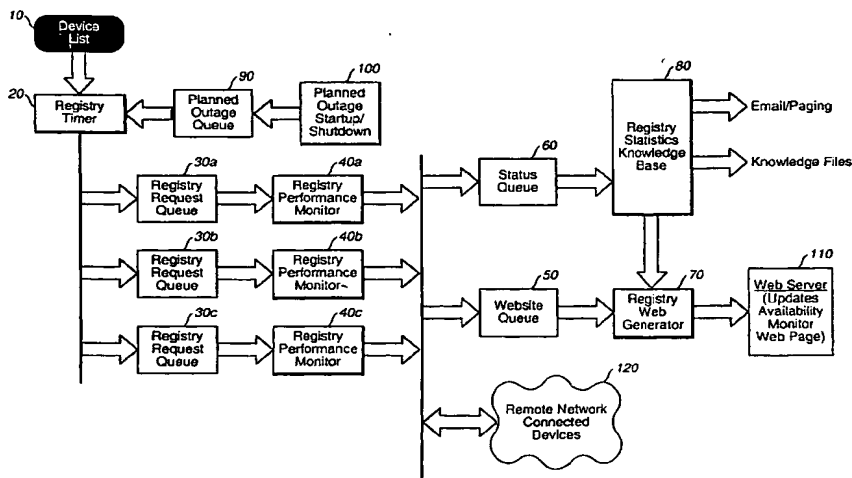 10
Device
List
20
Registry
Timer
90
Planned
Outage
Queue
100
Planned
Outage
Startup/
Shutdown
30a
Registry
Request
Queue
40a
Registry
Performance
Monitor
30b
Registry
Request
Queue
40b
Registry
Performance
Monitor
30c
Registry
Request
Queue
40c
Registry
Performance
Monitor
60
Status
Queue
80
Registry
Statistics
Knowledge
Base
Email/Paging
Knowledge Files
50
Website
Queue
70
Registry
Web
Generator
110
Web Server
(Updates
Availability
Monitor
Web Page)
120
Remote Network
Connected
Devices